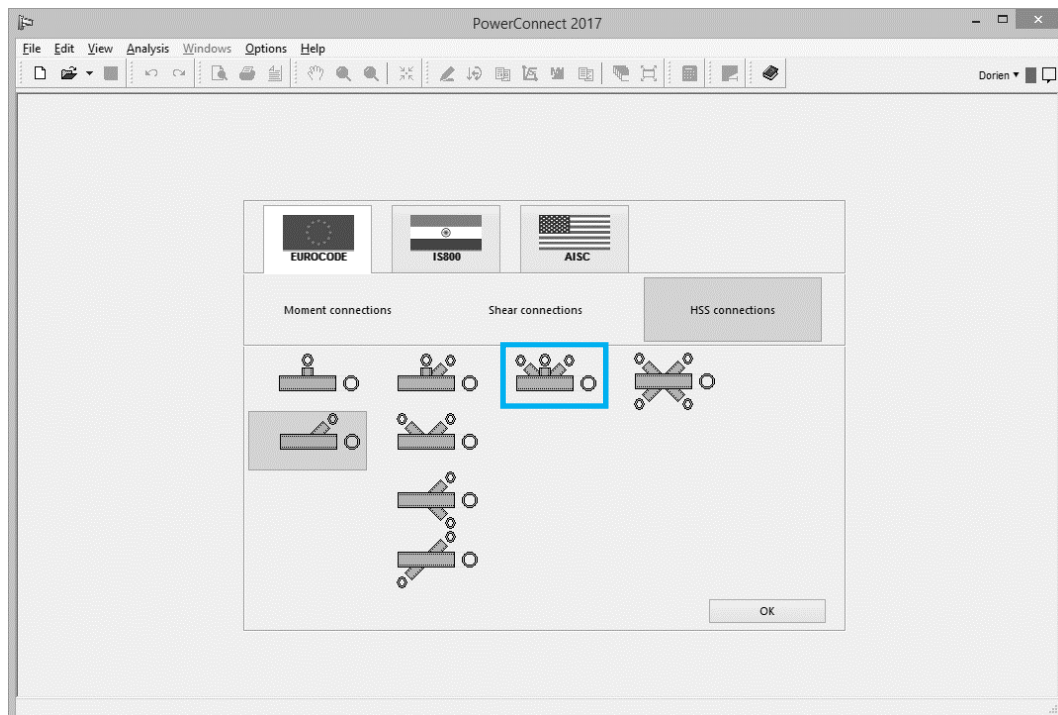 PowerConnect 2017
File Edit View Analysis Windows Options Help
Dorien
EUROCODE IS800 AISC
Moment connections Shear connections HSS connections
OK